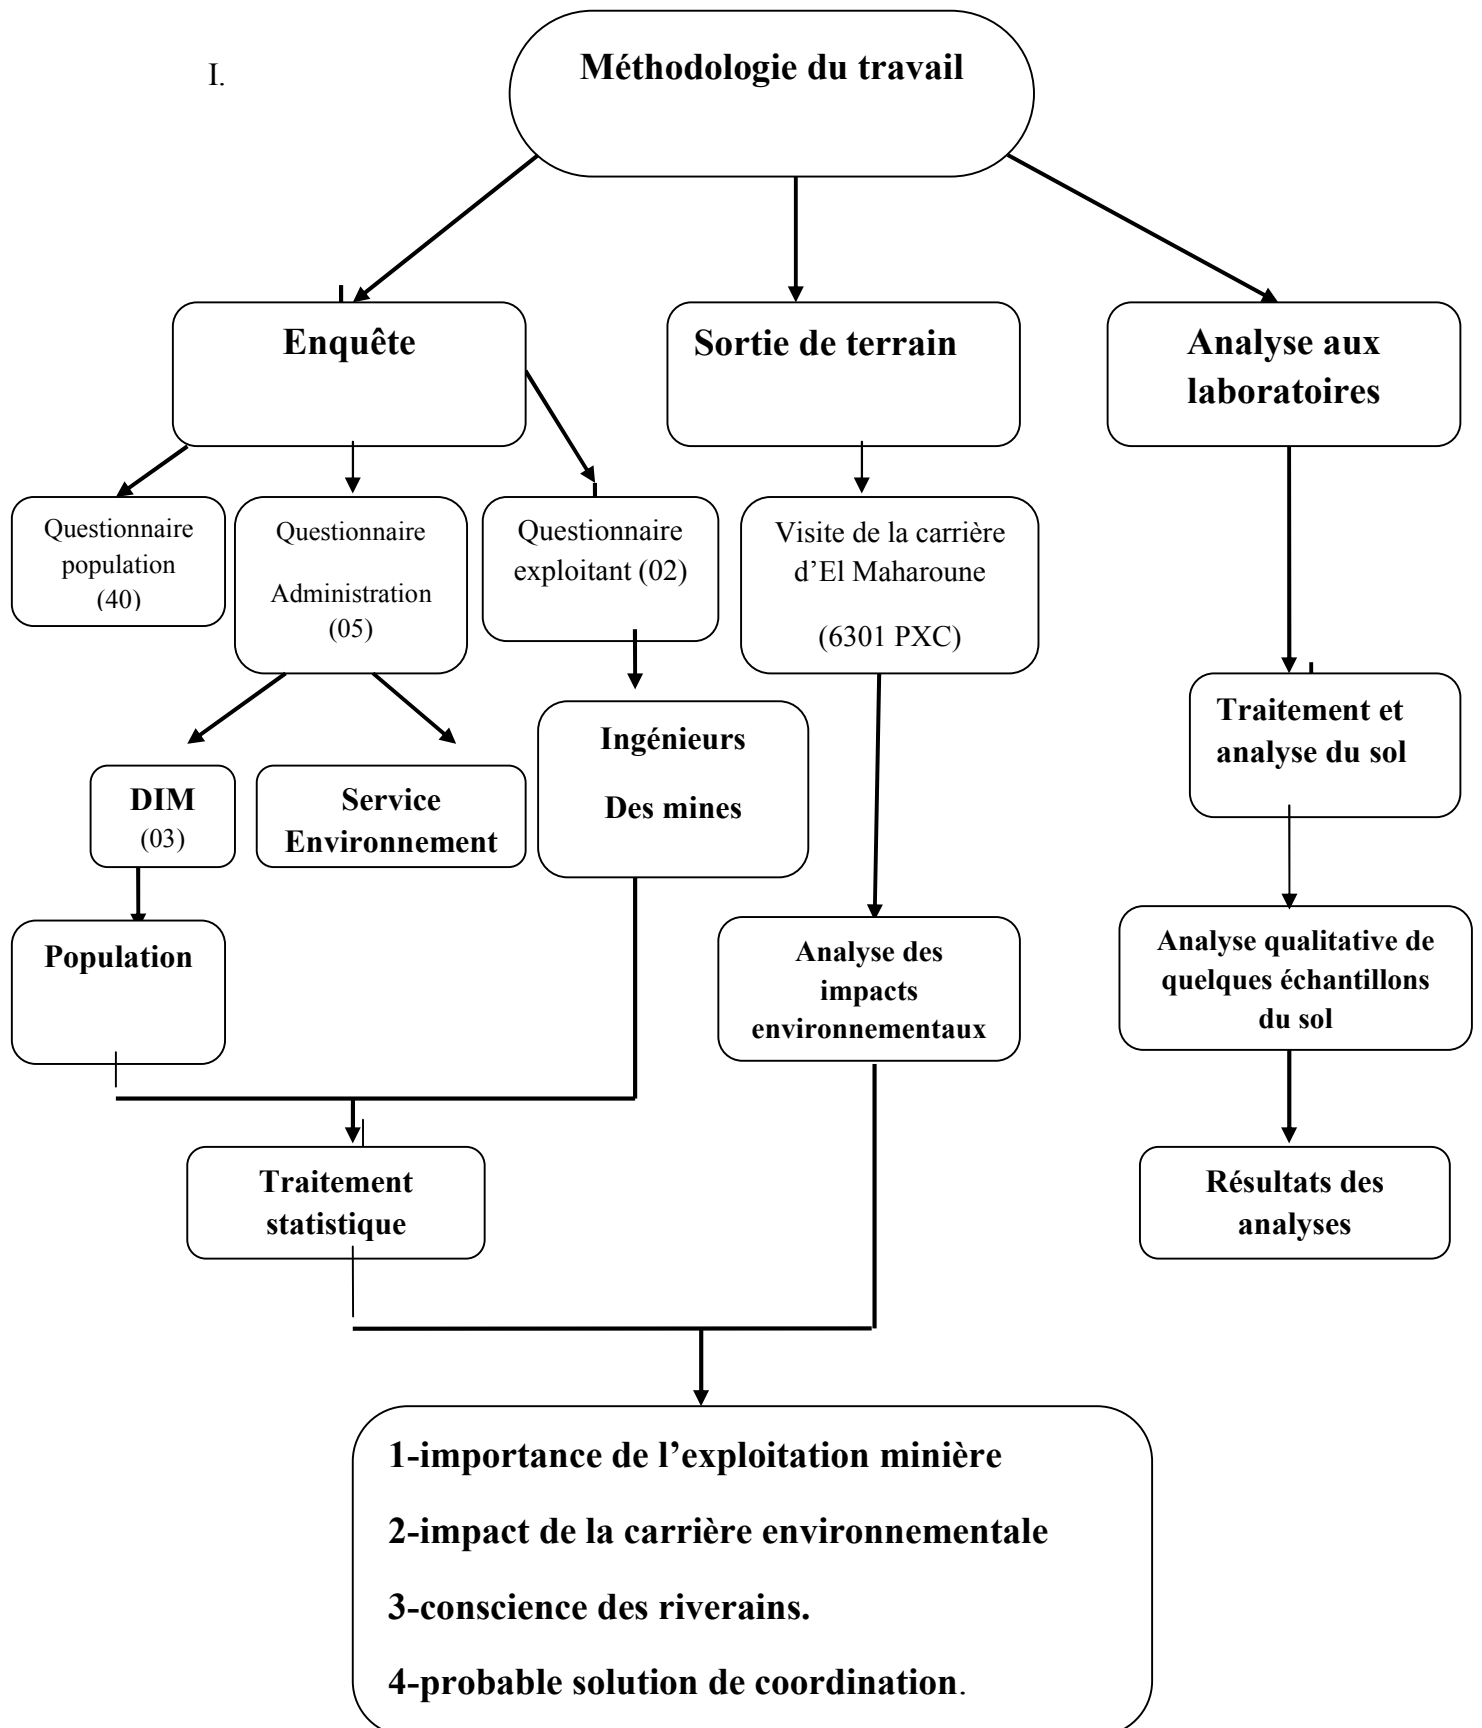 I.
Méthodologie du travail
Enquête
Sortie de terrain
Analyse aux
laboratoires
Questionnaire
population
(40)
Questionnaire
Administration
(05)
Questionnaire
exploitant (02)
Visite de la carrière
d’El Maharoune
(6301 PXC)
DIM
(03)
Service
Environnement
Ingénieurs
Des mines
Traitement et
analyse du sol
Population
Analyse des
impacts
environnementaux
Analyse qualitative de
quelques échantillons
du sol
Traitement
statistique
Résultats des
analyses
1-importance de l’exploitation minière
2-impact de la carrière environnementale
3-conscience des riverains.
4-probable solution de coordination.